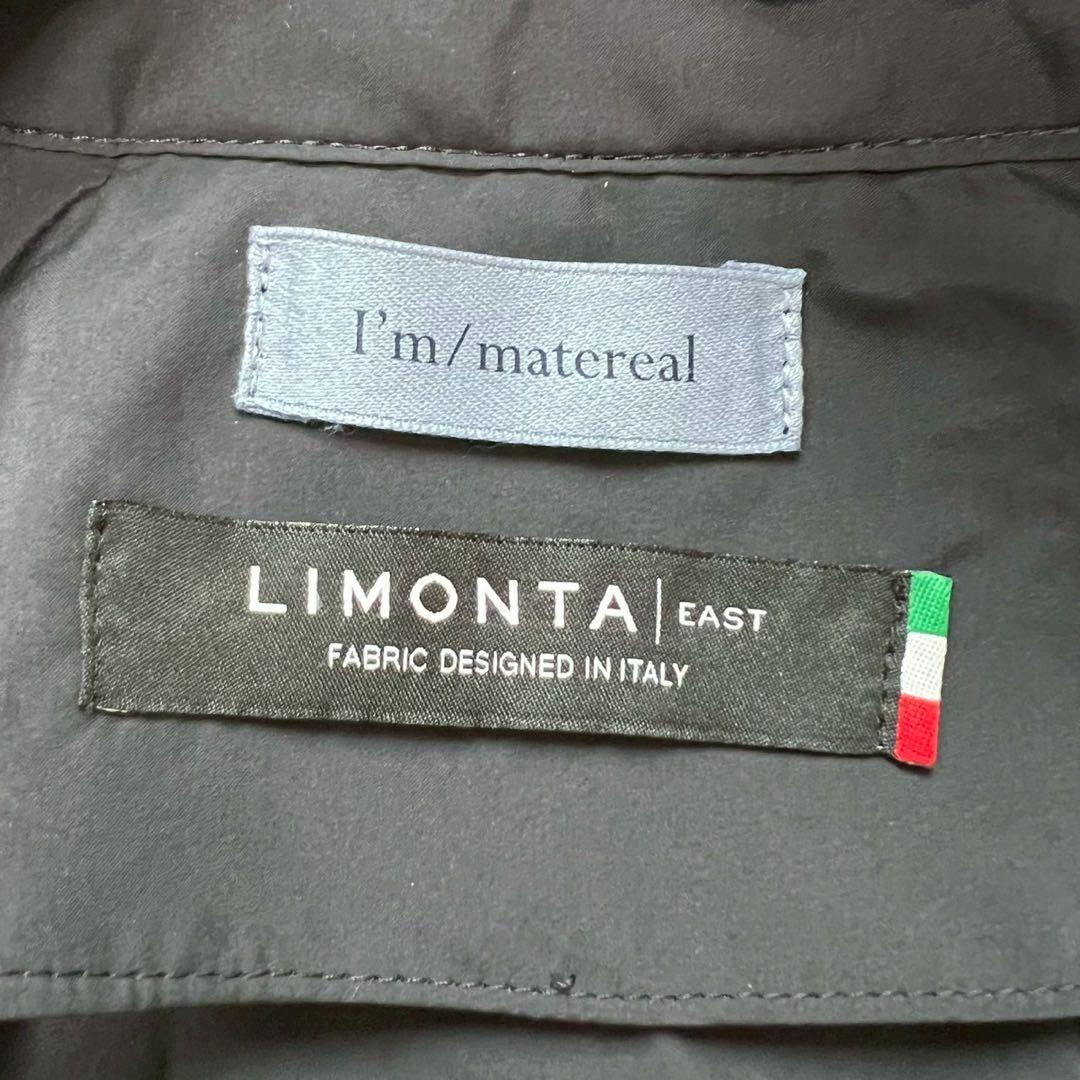 I'm/matereal
LIMONTA | EAST
FABRIC DESIGNED IN ITALY